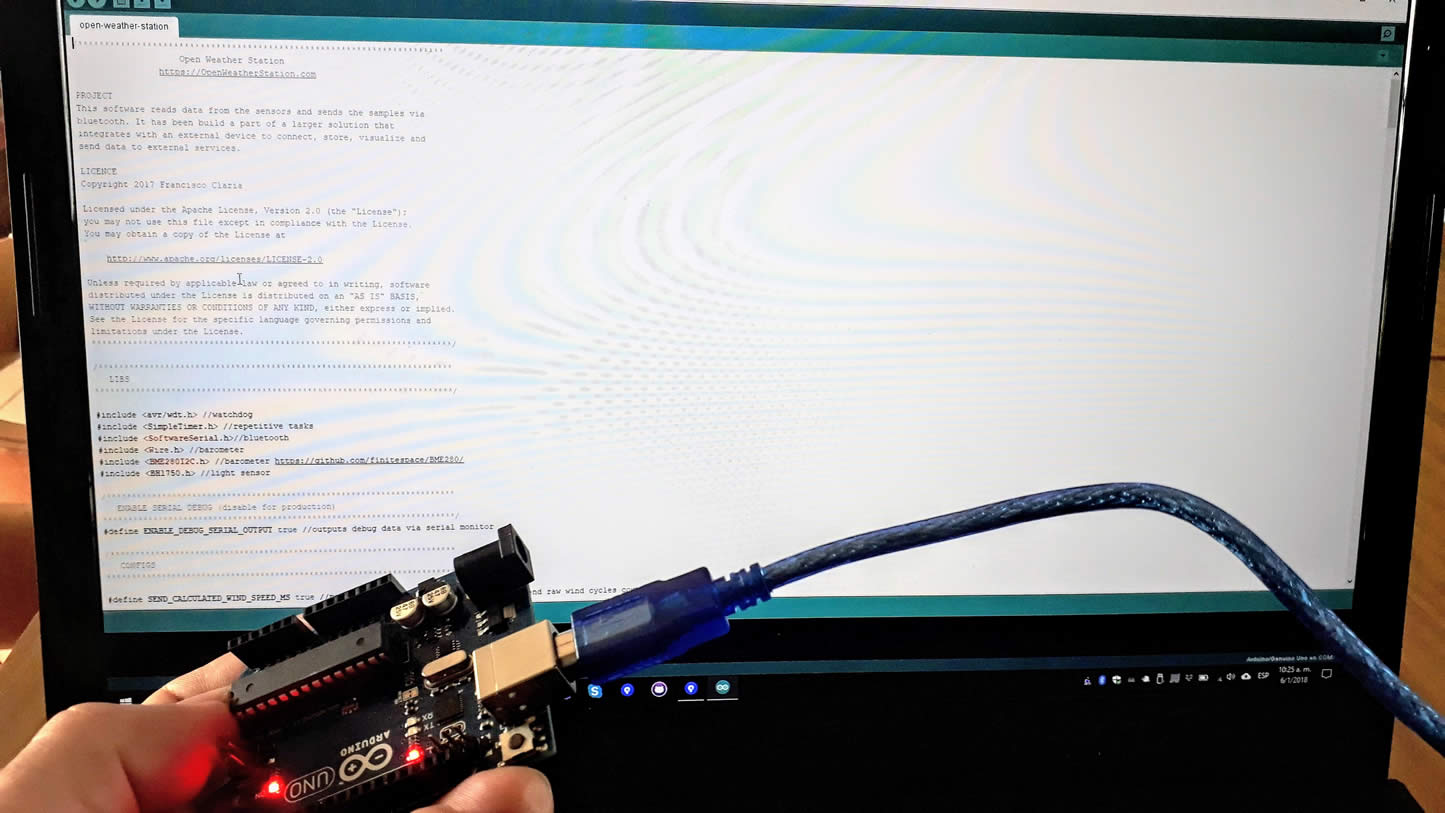 open-weather-station
Open Weather Station
https://OpenWeatherStation.com
PROJECT
This software reads data from the sensors and sends the samples via
bluetooth. It has been build a part of a larger solution that
integrates with an external device to connect, store, visualize and
send data to external services.
LICENCE
Copyright 2017 Francisco Claria
Licensed under the Apache License, Version 2.0 (the "License");
you may not use this file except in compliance with the License.
You may obtain a copy of the License at
http://www.apache.org/licenses/LICENSE-2.0
Unless required by applicable law or agreed to in writing, software
distributed under the License is distributed on an "AS IS" BASIS,
WITHOUT WARRANTIES OR CONDITIONS OF ANY KIND, either express or implied.
See the License for the specific language governing permissions and
limitations under the License.
LIBS
#include <avr/wdt.h> //watchdog
#include <SimpleTimer.h> //repetitive tasks
#include <SoftwareSerial.h>//bluetooth
#include <Wire.h> //barometer
#include <BME280I2C.h> //barometer https://github.com/finitespace/BME280/
#include <BH1750.h> //light sensor
ENABLE SERIAL DEBUG (disable for production)
#define ENABLE_DEBUG_SERIAL_OUTPUT true //outputs debug data via serial monitor
CONFIGS
#define SEND_CALCULATED_WIND_SPEED_MS true // raw wind cycles
Arduino/Genuino Uno en COM
ESP
10:25 a. m.
6/1/2018
RX
TX
L
ARDUINO
UNO